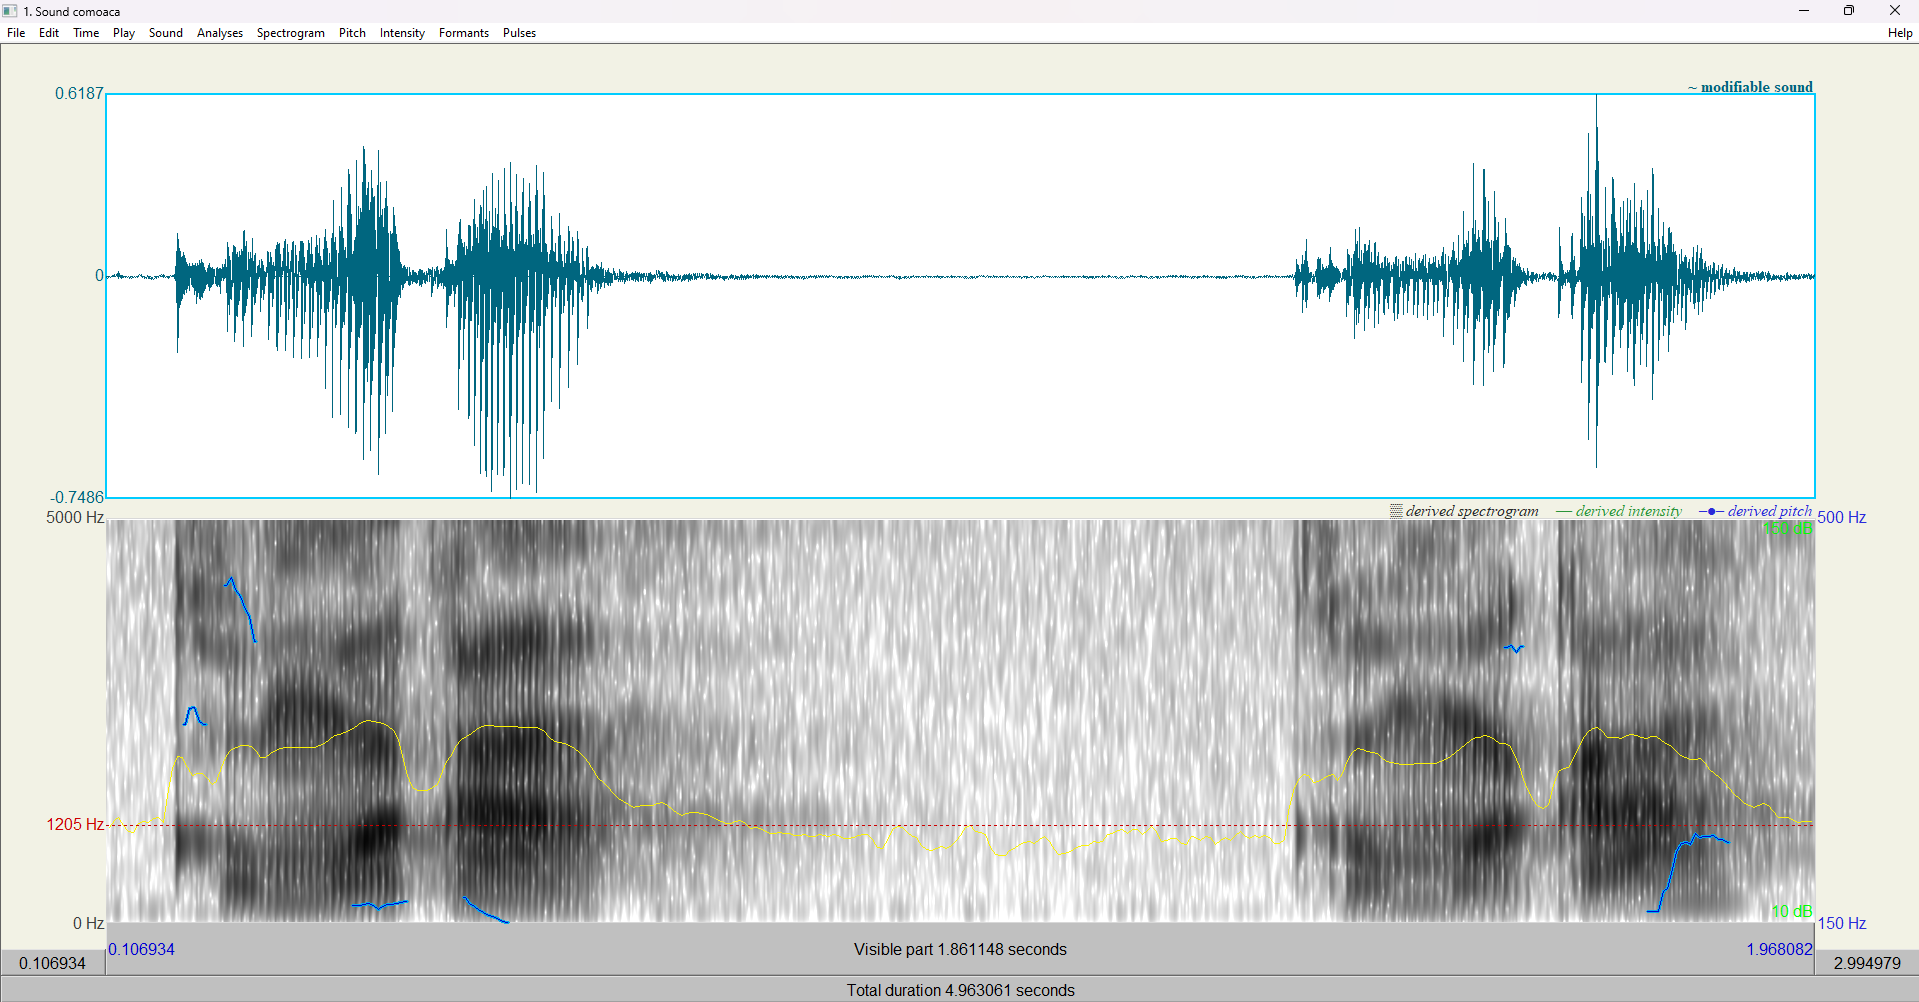 1. Sound comoaca
File Edit Time Play Sound Analyses Spectrogram Pitch Intensity Formants Pulses Help
~ modifiable sound
0.6187
0
-0.7486
derived spectrogram derived intensity derived pitch
5000 Hz 500 Hz
150 dB
1205 Hz
10 dB
0 Hz 150 Hz
0.106934 Visible part 1.861148 seconds 1.968082
0.106934 2.994979
Total duration 4.963061 seconds